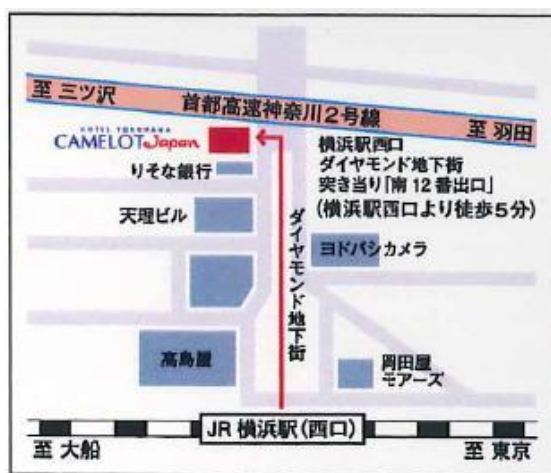 至 三ツ沢
首都高速神奈川2号線
至 羽田
HOTEL YOKOHAMA
CAMELOT Japan
りそな銀行
天理ビル
横浜駅西口
ダイヤモンド地下街
突き当り「南12番出口」
(横浜駅西口より徒歩5分)
ヨドバシカメラ
ダイヤモンド地下街
高島屋
岡田屋
モアーズ
JR 横浜駅(西口)
至 大船
至 東京